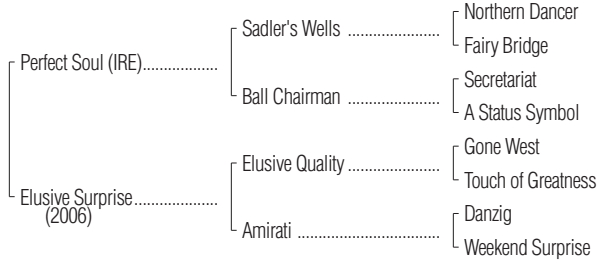 Northern Dancer
Sadler's Wells ....................
Fairy Bridge
Perfect Soul (IRE)..................
Secretariat
Ball Chairman ....................
A Status Symbol
Gone West
Elusive Quality ....................
Touch of Greatness
Elusive Surprise....................
(2006)
Danzig
Amirati ...............................
Weekend Surprise